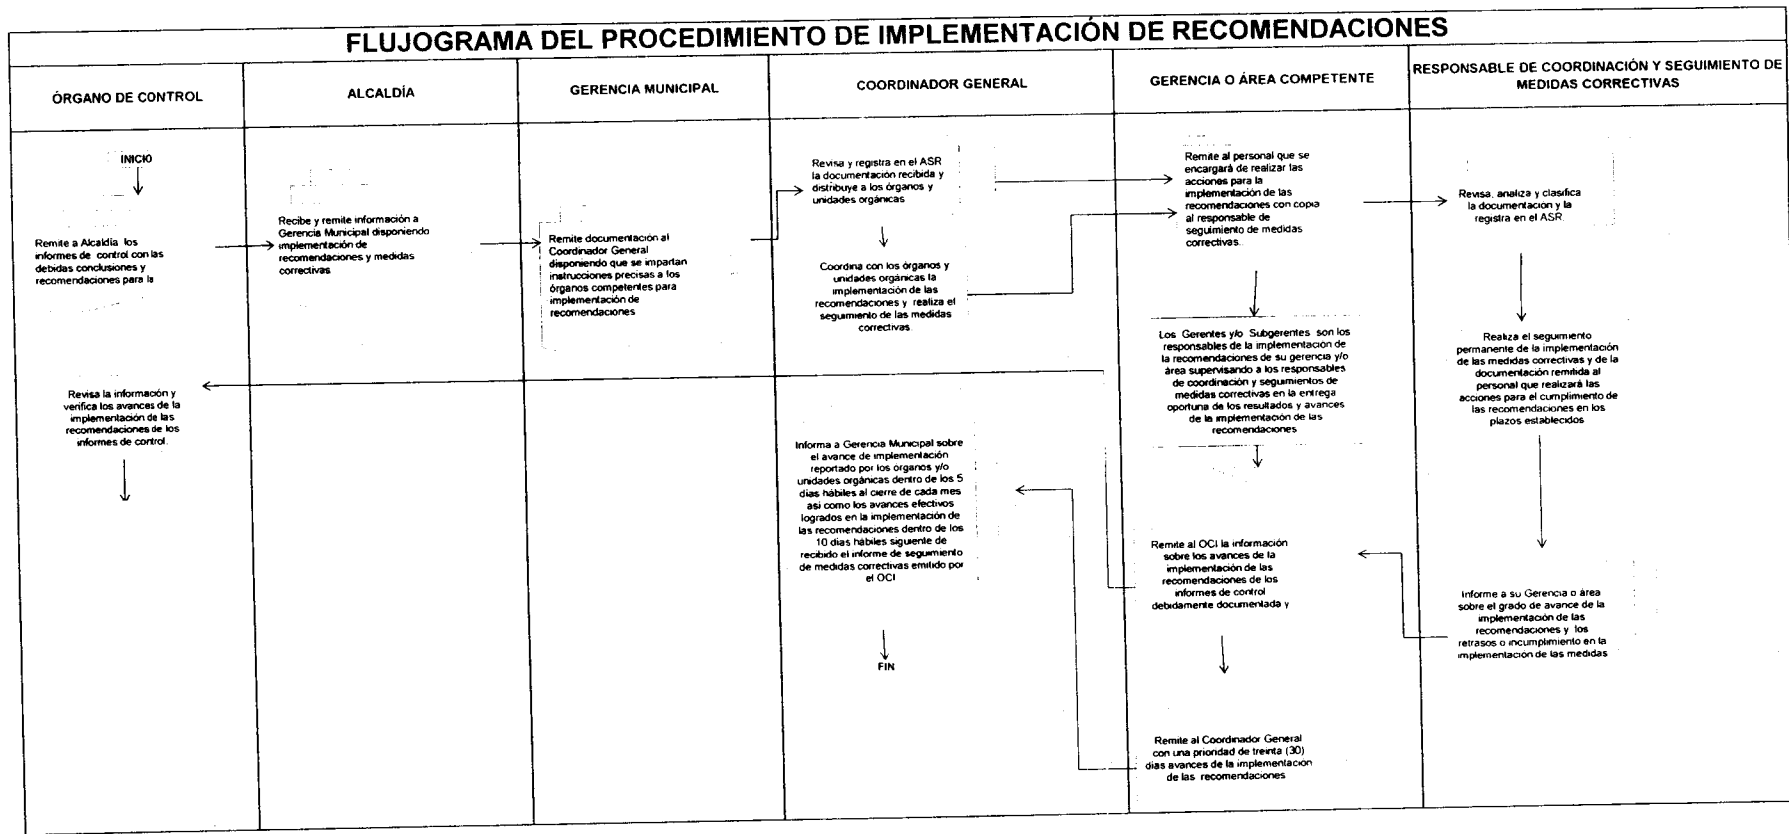 FLUJOGRAMA DEL PROCEDIMIENTO DE IMPLEMENTACIÓN DE RECOMENDACIONES
ÓRGANO DE CONTROL
ALCALDÍA
GERENCIA MUNICIPAL
COORDINADOR GENERAL
GERENCIA O ÁREA COMPETENTE
RESPONSABLE DE COORDINACIÓN Y SEGUIMIENTO DE
MEDIDAS CORRECTIVAS
INICIO
Remite a Alcaldía los
informes de control con las
debidas conclusiones y
recomendaciones para la
Revisa la información y
verifica los avances de la
implementación de las
recomendaciones de los
informes de control.
Recibe y remite información a
Gerencia Municipal disponiendo
implementación de
recomendaciones y medidas
correctivas
Remite documentación al
Coordinador General
disponiendo que se impartan
instrucciones precisas a los
órganos competentes para
implementación de
recomendaciones
Revisa y registra en el ASR
la documentación recibida y
distribuye a los órganos y
unidades orgánicas
Coordina con los órganos y
unidades orgánicas la
implementación de las
recomendaciones y realiza el
seguimiento de las medidas
correctivas.
Informa a Gerencia Municipal sobre
el avance de implementación
reportado por los órganos y/o
unidades orgánicas dentro de los 5
días hábiles al cierre de cada mes
asi como los avances efectivos
logrados en la implementación de
las recomendaciones dentro de los
10 días hábiles siguiente de
recibido el informe de seguimiento
de medidas correctivas emitido por
el OCI
FIN
Remite al personal que se
encargará de realizar las
acciones para la
implementación de las
recomendaciones con copia
al responsable de
seguimiento de medidas
correctivas.
Los Gerentes y/o Subgerentes son los
responsables de la implementación de
la recomendaciones de su gerencia y/o
área supervisando a los responsables
de coordinación y seguimientos de
medidas correctivas en la entrega
oportuna de los resultados y avances
de la implementación de las
recomendaciones
Remite al OCI la información
sobre los avances de la
implementación de las
recomendaciones de los
informes de control
debidamente documentada y
Remite al Coordinador General
con una prioridad de treinta (30)
días avances de la implementación
de las recomendaciones
Revisa, analiza y clasifica
la documentación y la
registra en el ASR.
Realiza el seguimiento
permanente de la implementación
de las medidas correctivas y de la
documentación remitida al
personal que realizará las
acciones para el cumplimiento de
las recomendaciones en los
plazos establecidos
Informe a su Gerencia o área
sobre el grado de avance de la
implementación de las
recomendaciones y los
retrasos o incumplimiento en la
implementación de las medidas